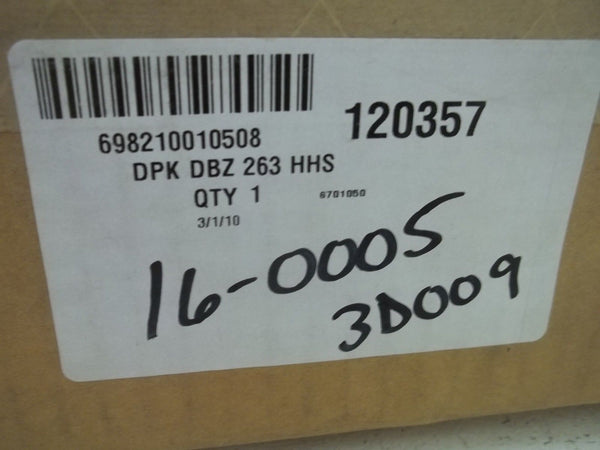 698210010508
120357
DPK DBZ 263 HHS
QTY 1
6701050
3/1/10
16-0005
3D009